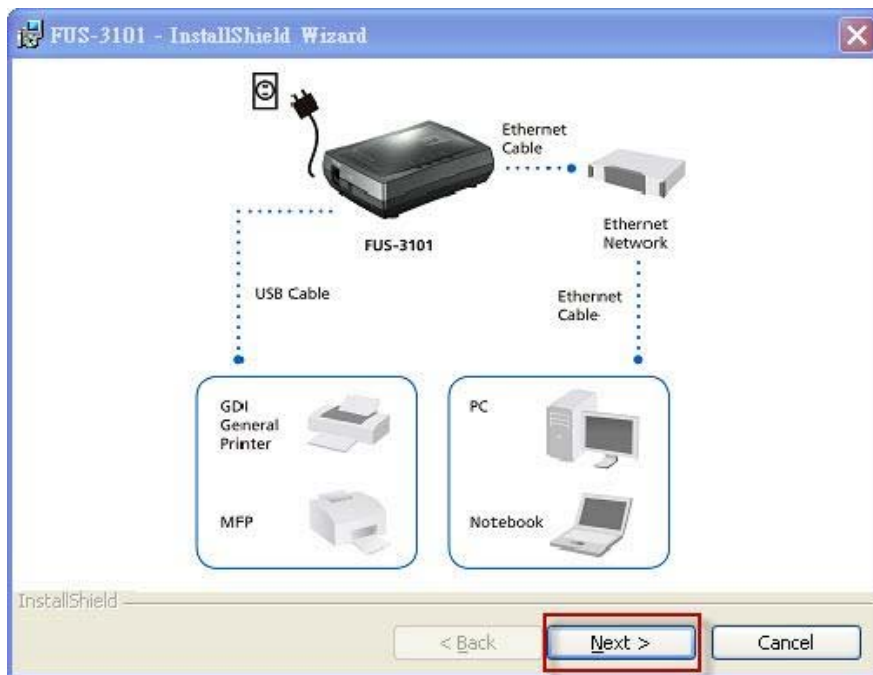 FUS-3101 - InstallShield Wizard
Ethernet
Cable
FUS-3101
Ethernet
Network
USB Cable
Ethernet
Cable
GDI
General
Printer
MFP
PC
Notebook
InstallShield
< Back
Next >
Cancel